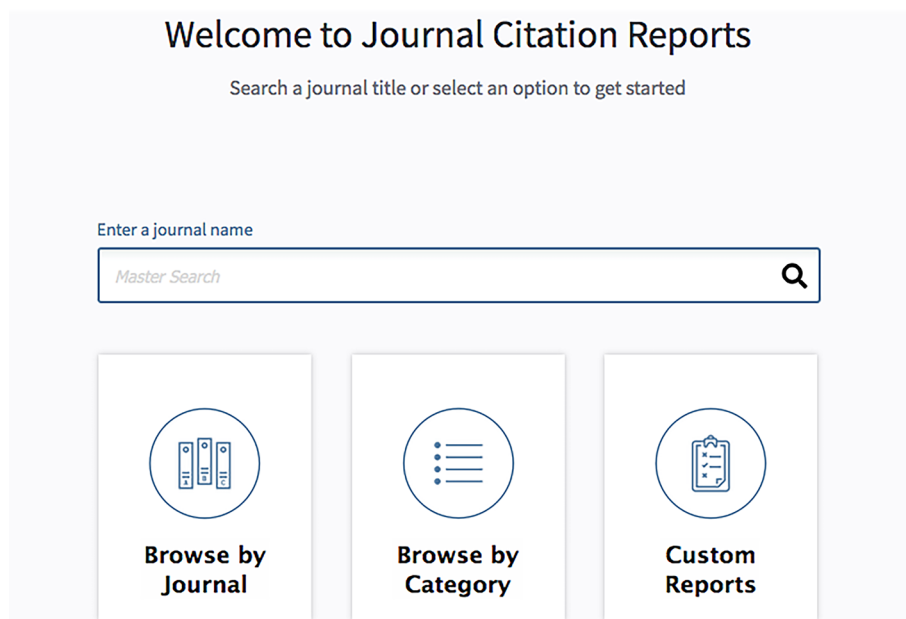 Welcome to Journal Citation Reports
Search a journal title or select an option to get started
Enter a journal name
Master Search
A
B
C
Browse by
Journal
Browse by
Category
Custom
Reports